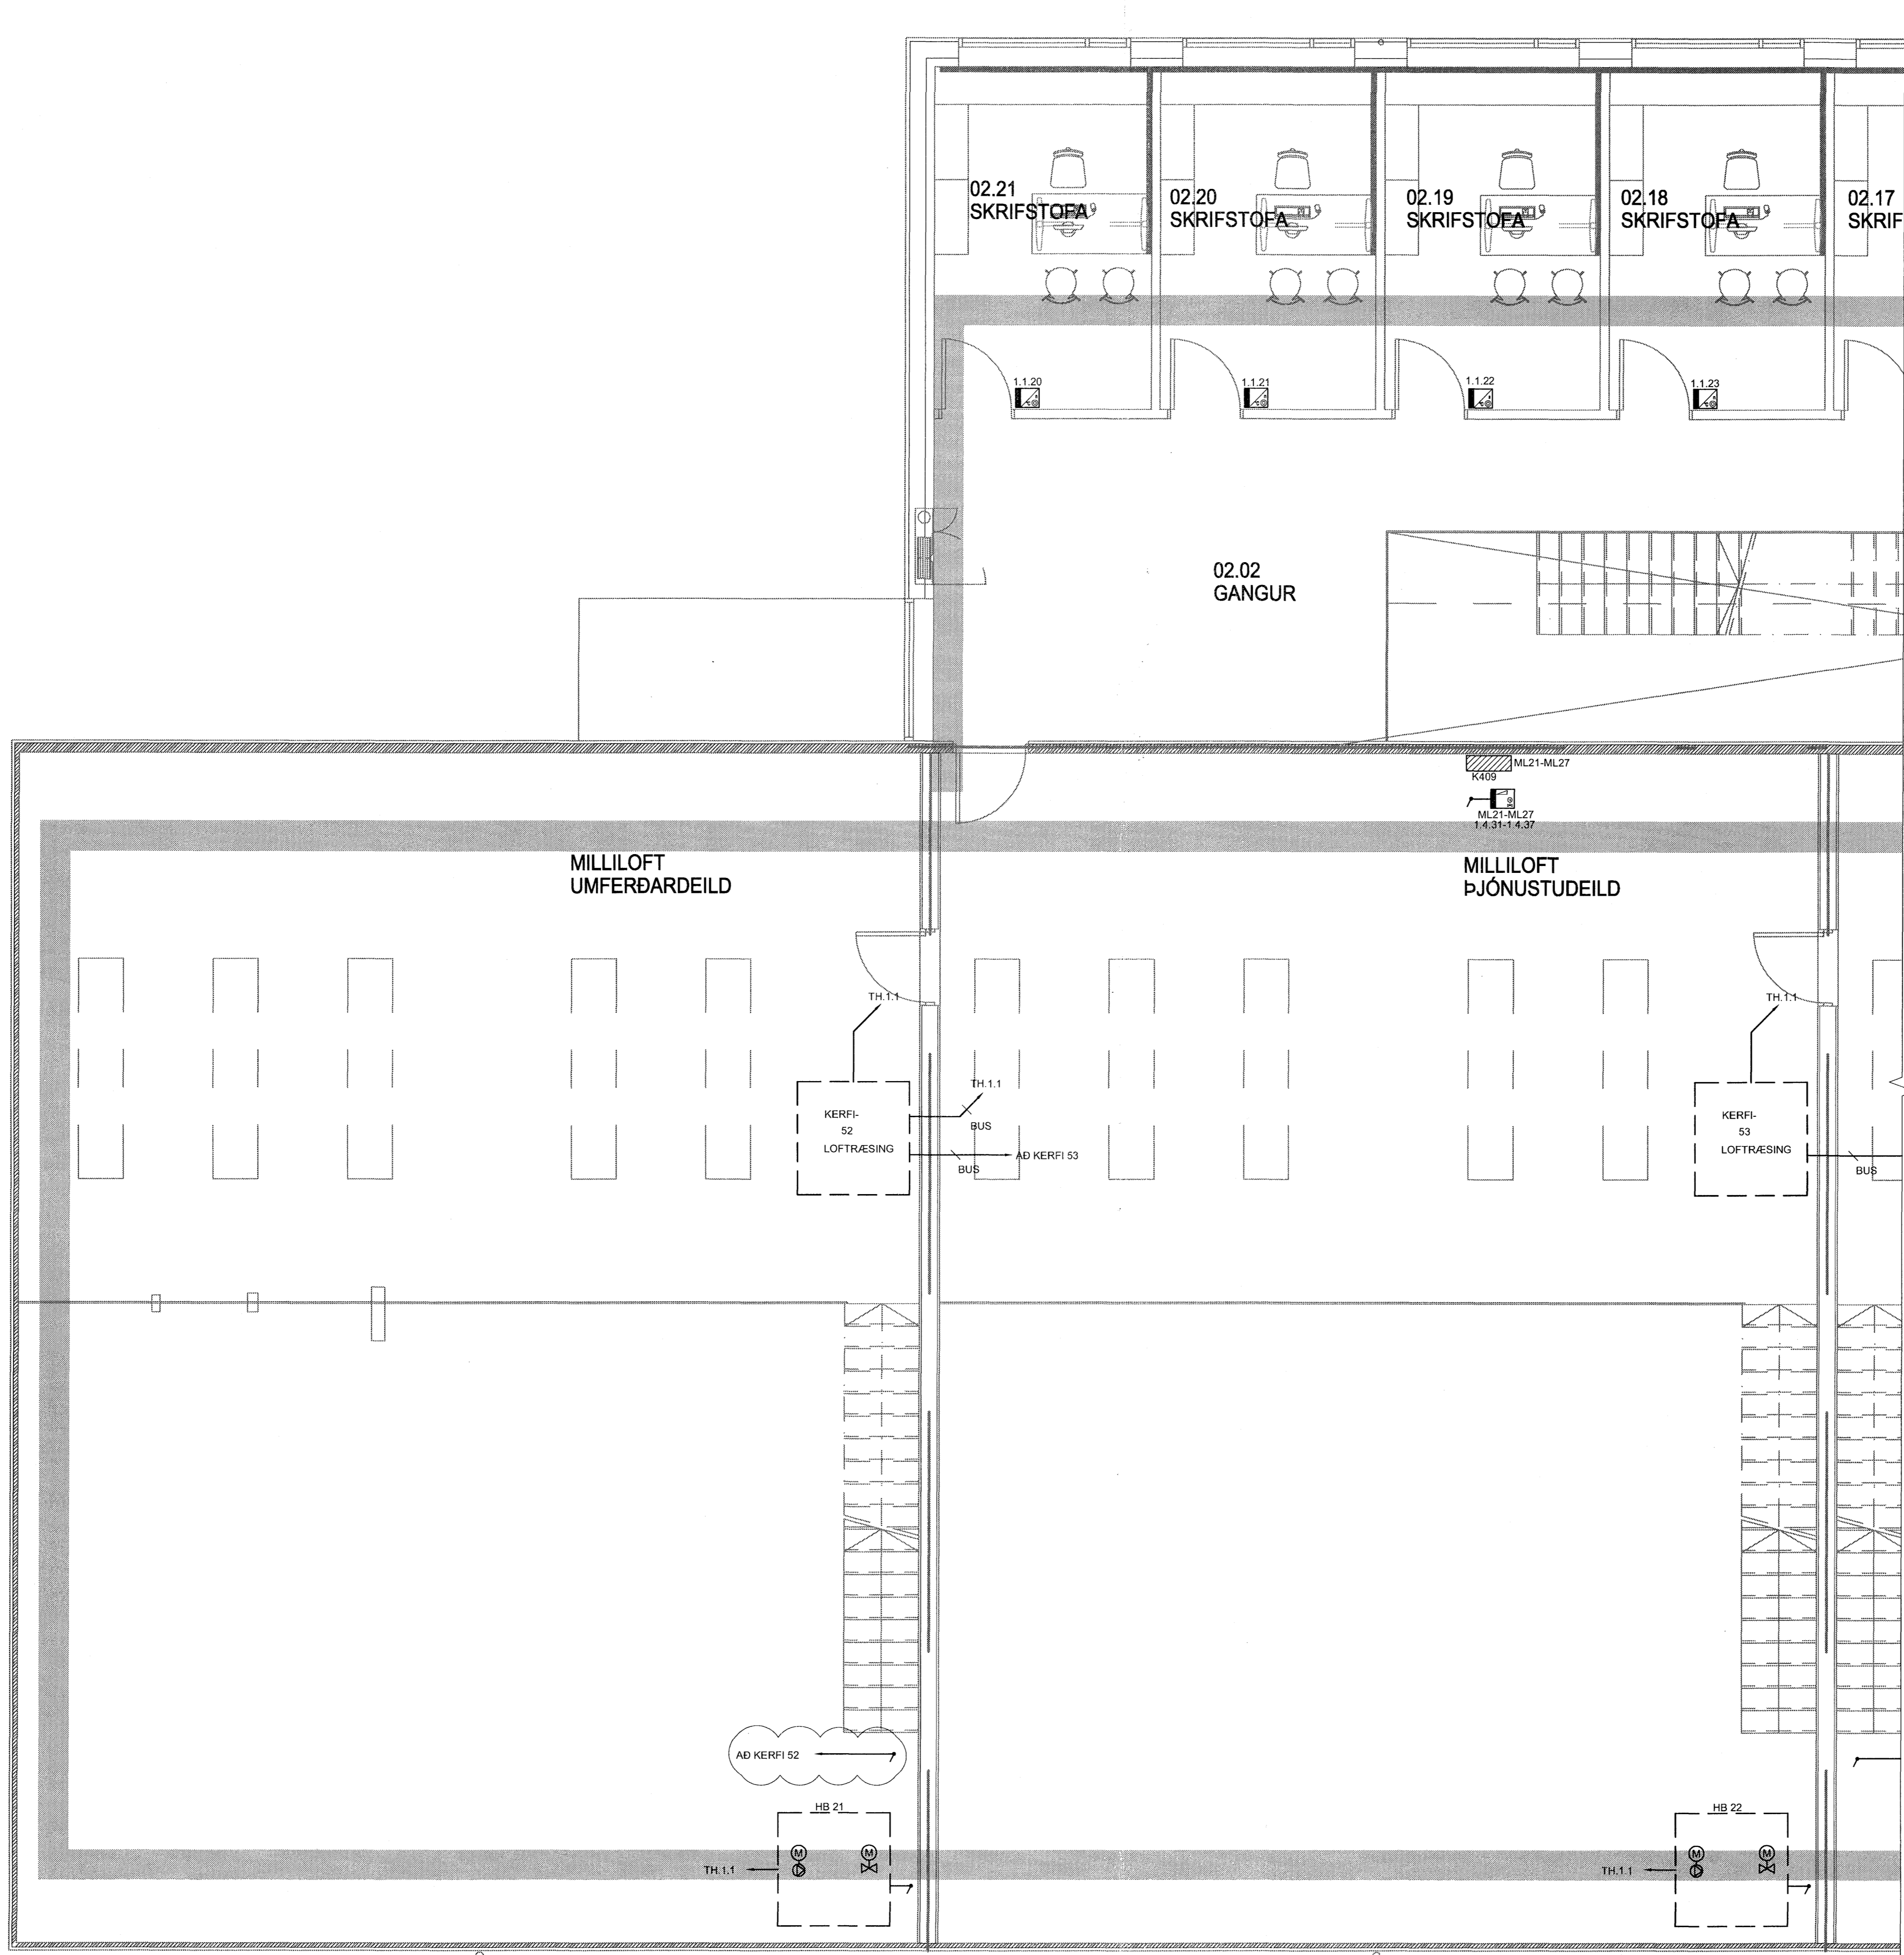 02.21
SKRIFSTOFA
02.20
SKRIFSTOFA
02.19
SKRIFSTOFA
02.18
SKRIFSTOFA
02.17
SKRIF
1.1.20
1.1.21
1.1.22
1.1.23
02.02
GANGUR
ML21-ML27
K409
ML21-ML27
1.4.31-1.4.37
MILLILOFT
UMFERÐARDEILD
MILLILOFT
ÞJÓNUSTUDEILD
TH.1.1
TH.1.1
TH.1.1
KERFI-
52
LOFTRÆSING
BUS
AÐ KERFI 53
BUS
KERFI-
53
LOFTRÆSING
BUS
AÐ KERFI 52
HB 21
M
M
TH.1.1
HB 22
M
M
TH.1.1